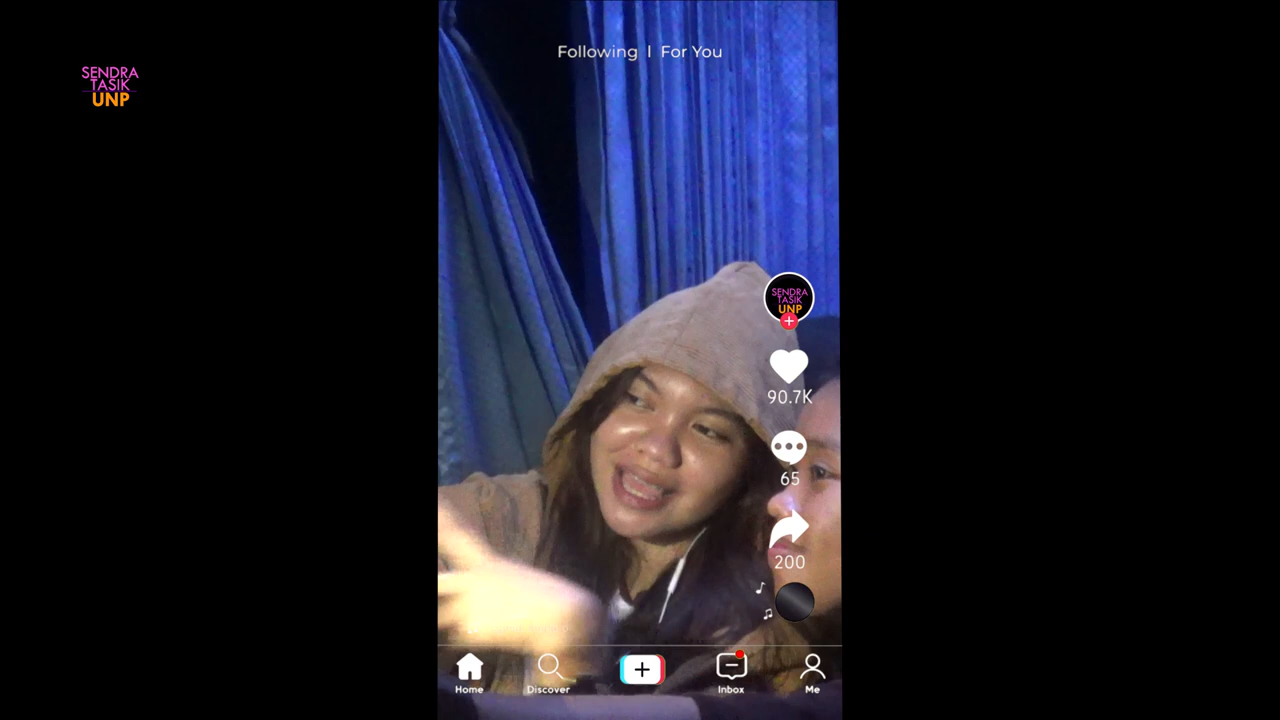 SENDRA
TASIK
UNP
Following | For You
SENDRA
TASIK
UNP
90.7K
65
200
Home
Discover
Inbox
Me